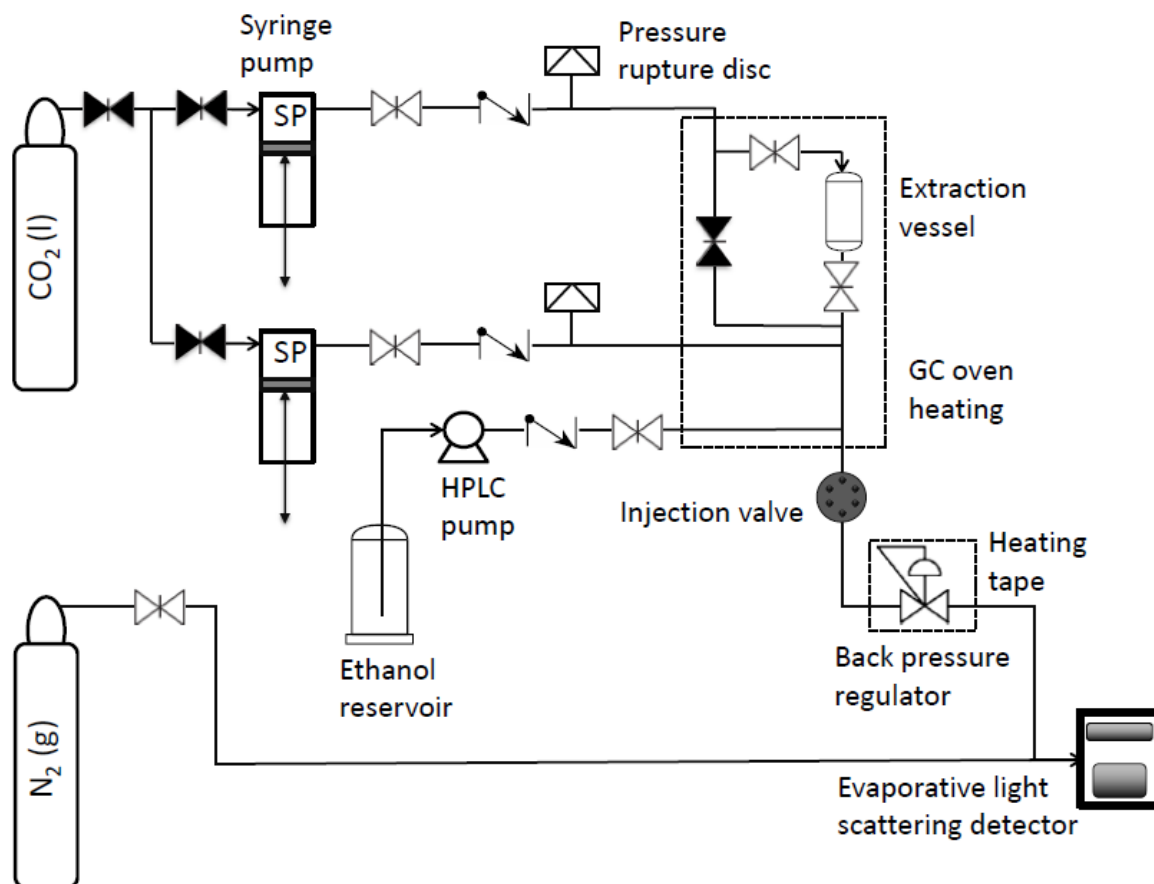 Syringe
pump
Pressure
rupture disc
SP
CO2 (l)
Extraction
vessel
SP
GC oven
heating
HPLC
pump
Injection valve
Heating
tape
Ethanol
reservoir
Back pressure
regulator
N2 (g)
Evaporative light
scattering detector